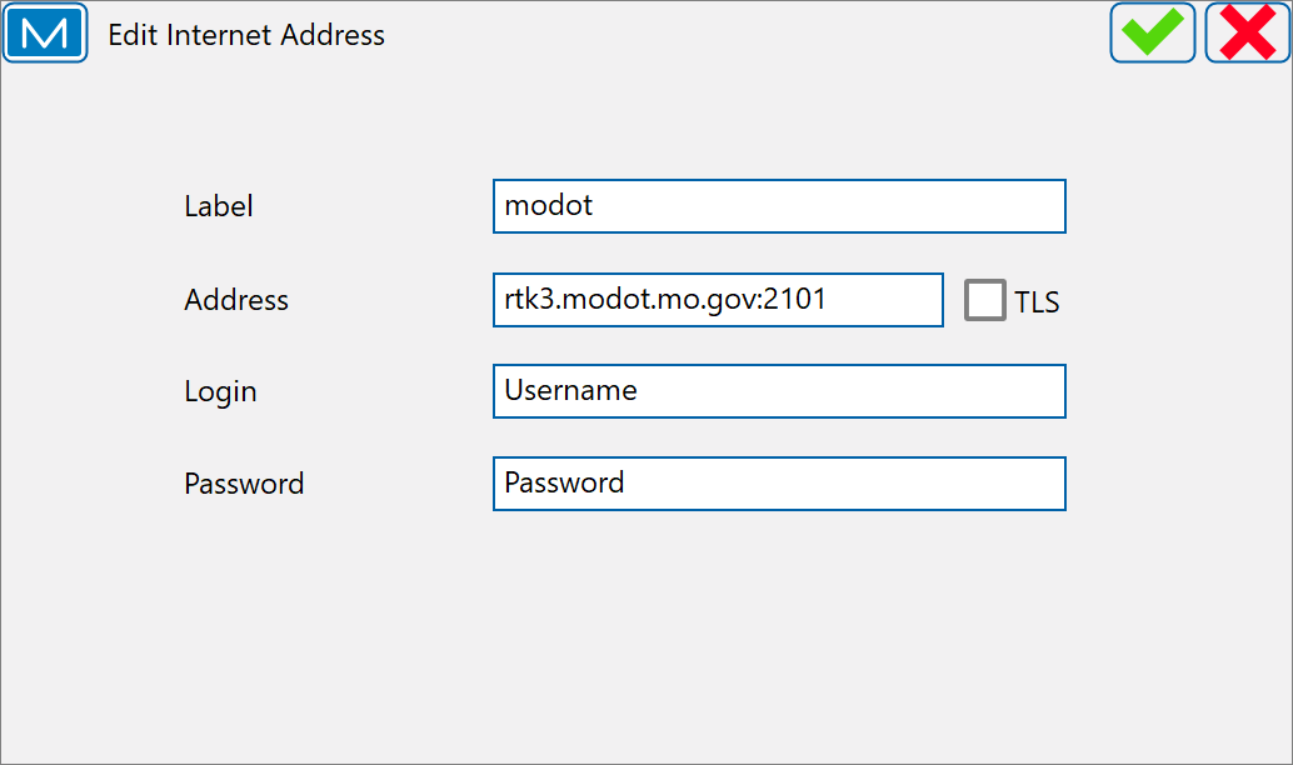 M Edit Internet Address
Label modot
Address rtk3.modot.mo.gov:2101 TLS
Login Username
Password Password